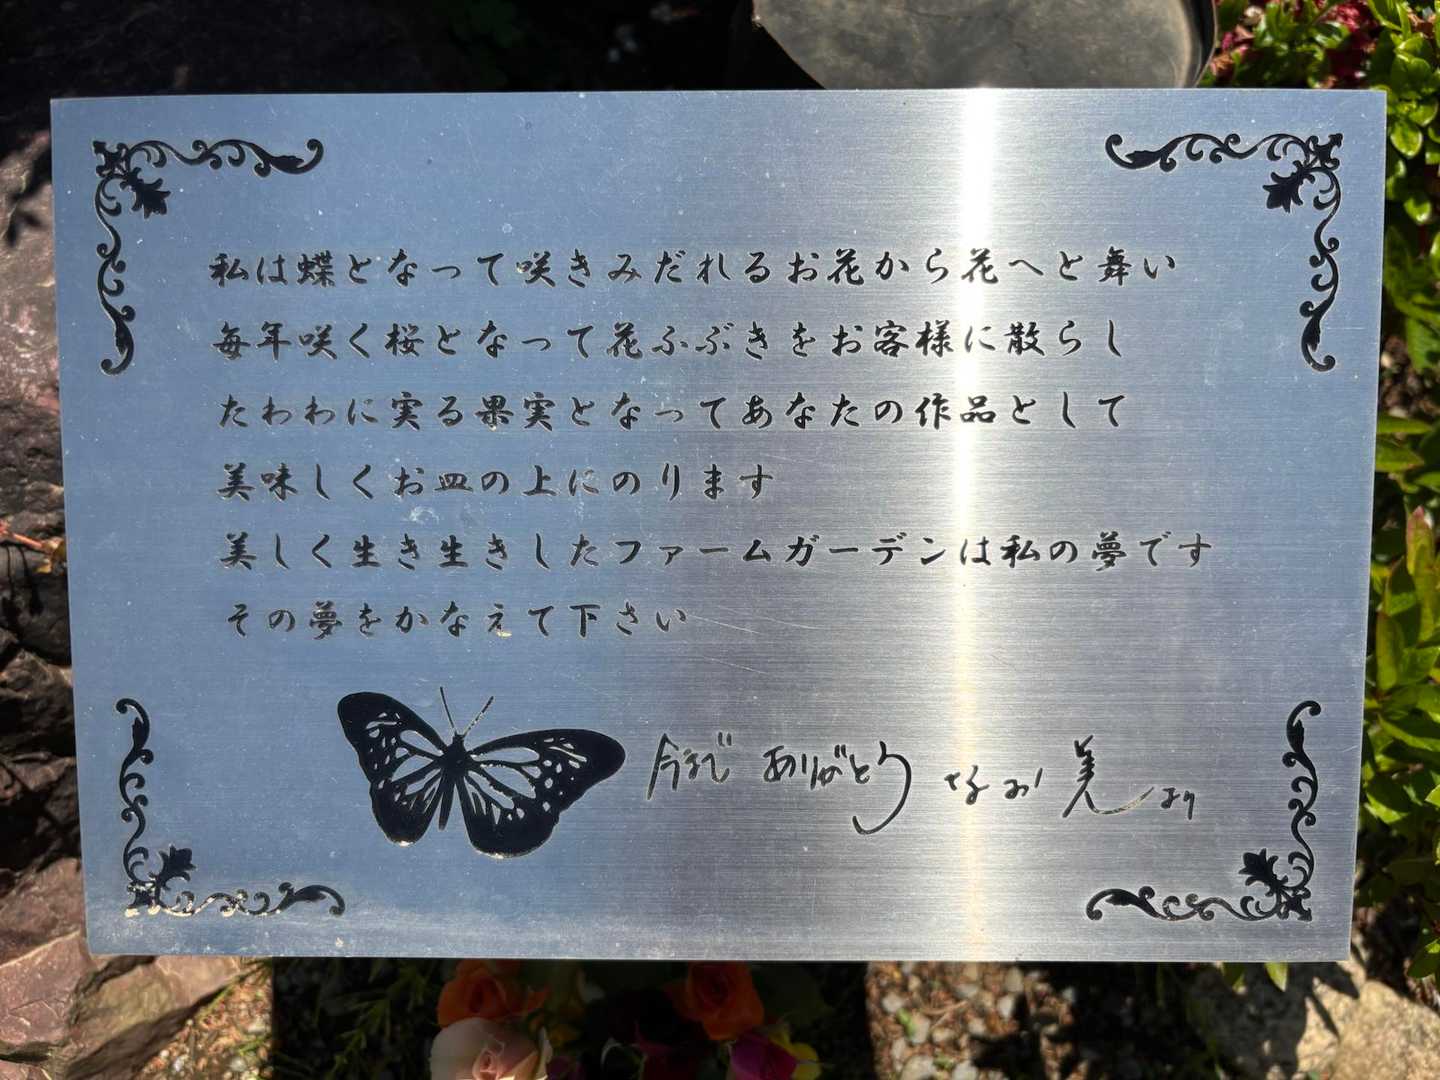 私は蝶となって咲きみだれるお花から花へと舞い
毎年咲く桜となって花ふぶきをお客様に散らし
たわわに実る果実となってあなたの作品として
美味しくお皿の上にのります
美しく生き生きしたファームガーデンは私の夢です
その夢をかなえて下さい
今まで ありがとう なお美より